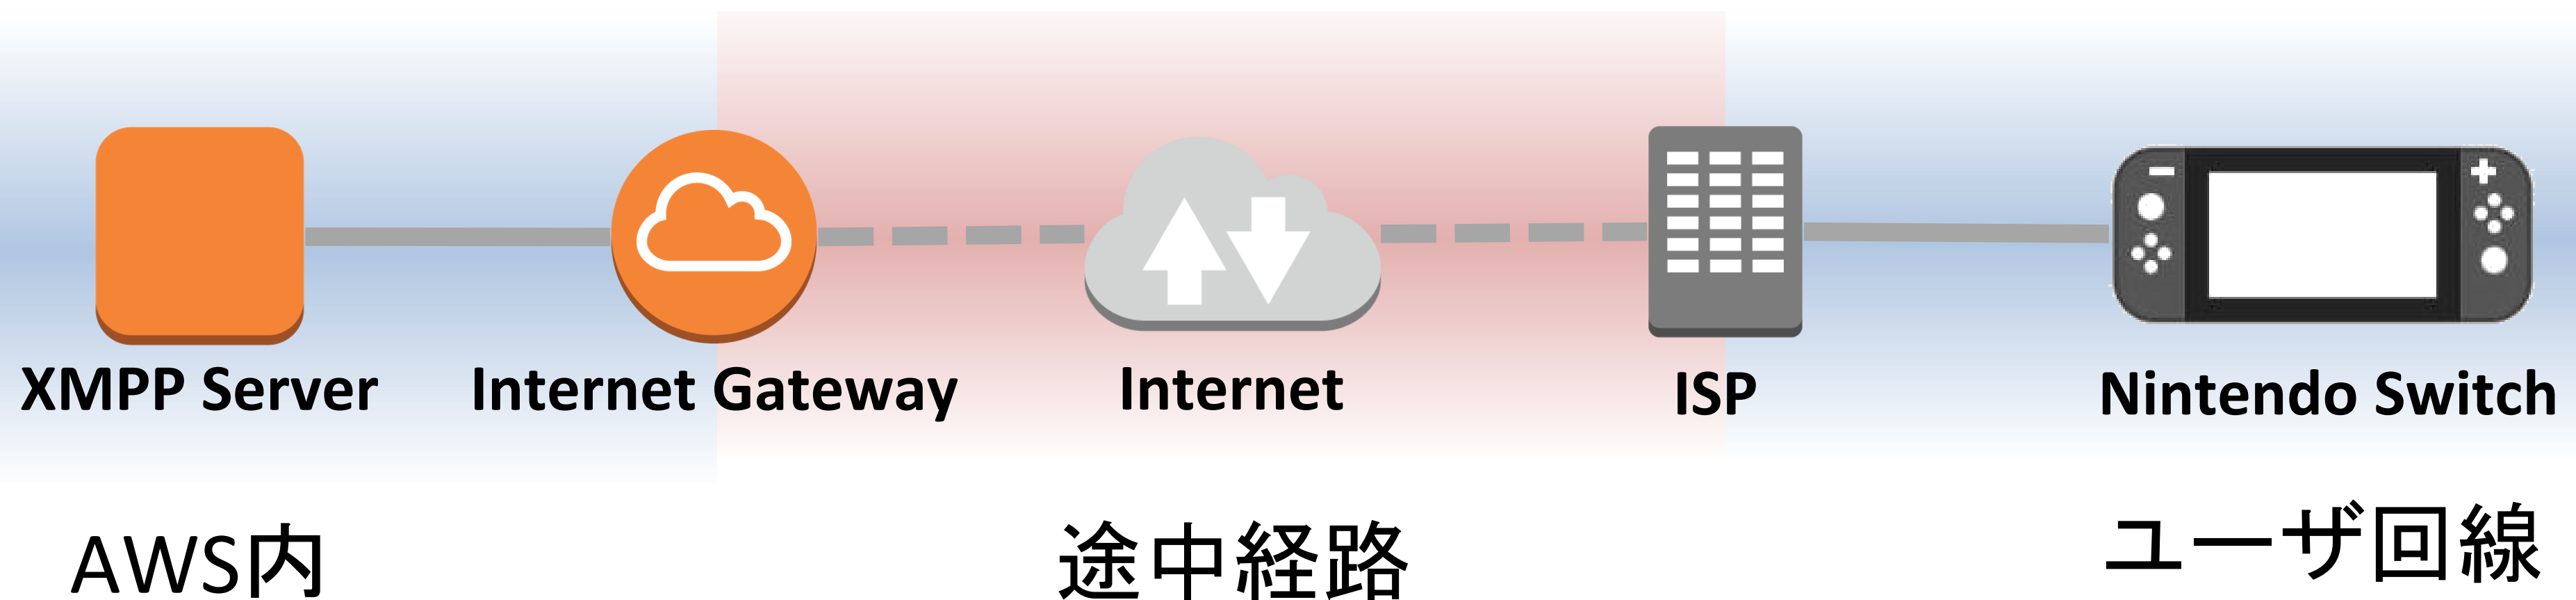 XMPP Server
Internet Gateway
Internet
ISP
Nintendo Switch
AWS内
途中経路
ユーザ回線